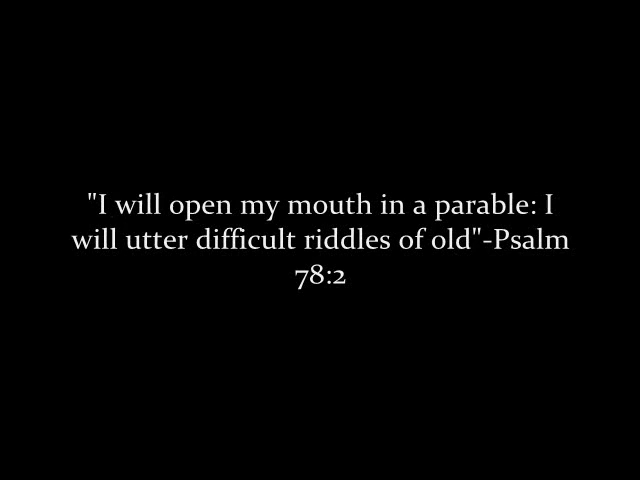 "I will open my mouth in a parable: I
will utter difficult riddles of old"-Psalm
78:2